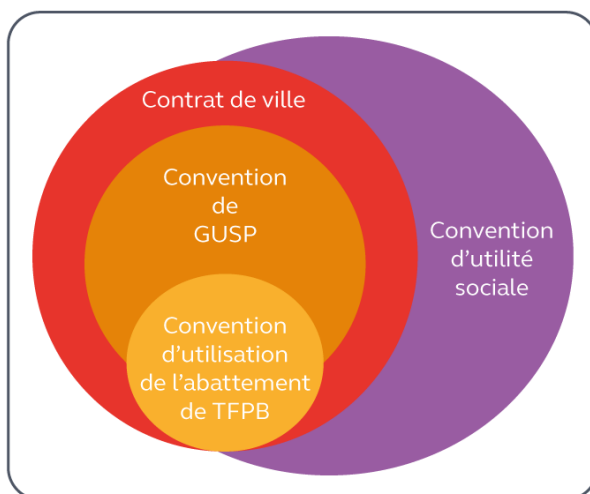 Contrat de ville
Convention
de
GUSP
Convention
d’utilité
sociale
Convention
d’utilisation
de l’abattement
de TFPB